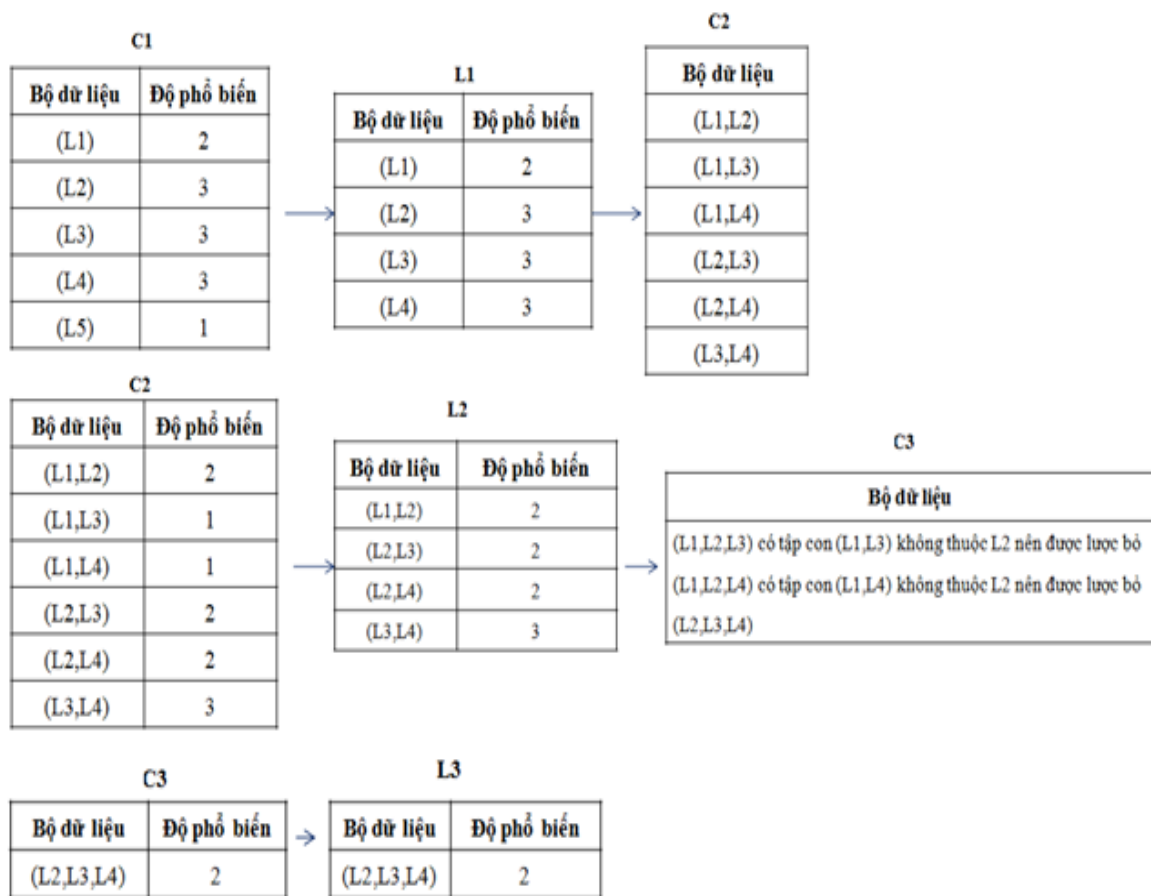 C1
Bộ dữ liệu Độ phổ biến
(L1) 2
(L2) 3
(L3) 3
(L4) 3
(L5) 1
L1
Bộ dữ liệu Độ phổ biến
(L1) 2
(L2) 3
(L3) 3
(L4) 3
C2
Bộ dữ liệu
(L1,L2)
(L1,L3)
(L1,L4)
(L2,L3)
(L2,L4)
(L3,L4)
C2
Bộ dữ liệu Độ phổ biến
(L1,L2) 2
(L1,L3) 1
(L1,L4) 1
(L2,L3) 2
(L2,L4) 2
(L3,L4) 3
L2
Bộ dữ liệu Độ phổ biến
(L1,L2) 2
(L2,L3) 2
(L2,L4) 2
(L3,L4) 3
C3
Bộ dữ liệu
(L1,L2,L3) có tập con (L1,L3) không thuộc L2 nên được lược bỏ
(L1,L2,L4) có tập con (L1,L4) không thuộc L2 nên được lược bỏ
(L2,L3,L4)
C3
Bộ dữ liệu Độ phổ biến
(L2,L3,L4) 2
L3
Bộ dữ liệu Độ phổ biến
(L2,L3,L4) 2